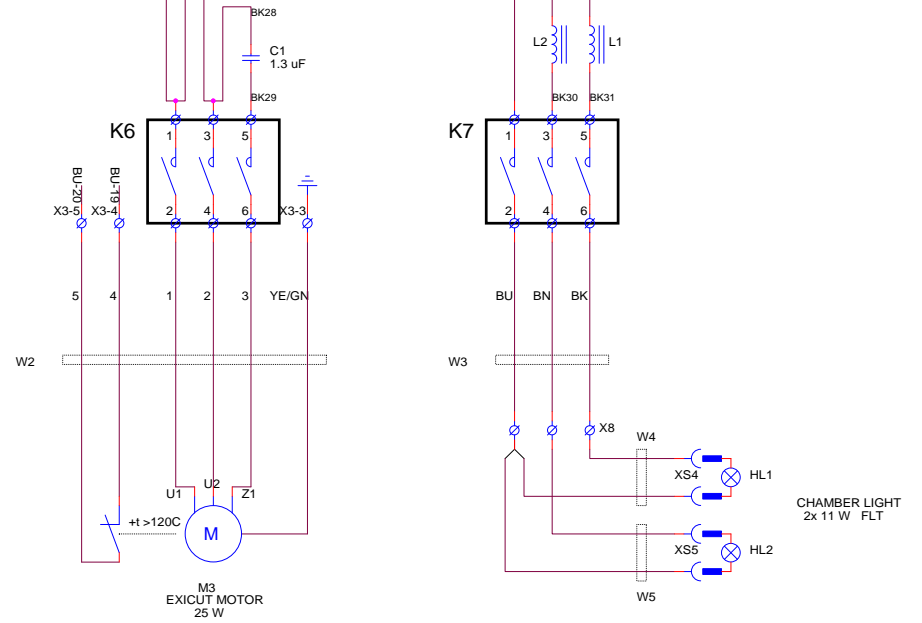 BK28
C1
1.3 uF
L2
L1
BK29
BK30
BK31
K6
1
3
5
K7
1
3
5
BU-20
BU-19
X3-5
X3-4
2
4
6
X3-3
2
4
6
5
4
1
2
3
YE/GN
BU
BN
BK
W2
W3
X8
W4
XS4
HL1
U1
U2
Z1
+t >120C
M
CHAMBER LIGHT
2x 11 W FLT
XS5
HL2
W5
M3
EXICUT MOTOR
25 W